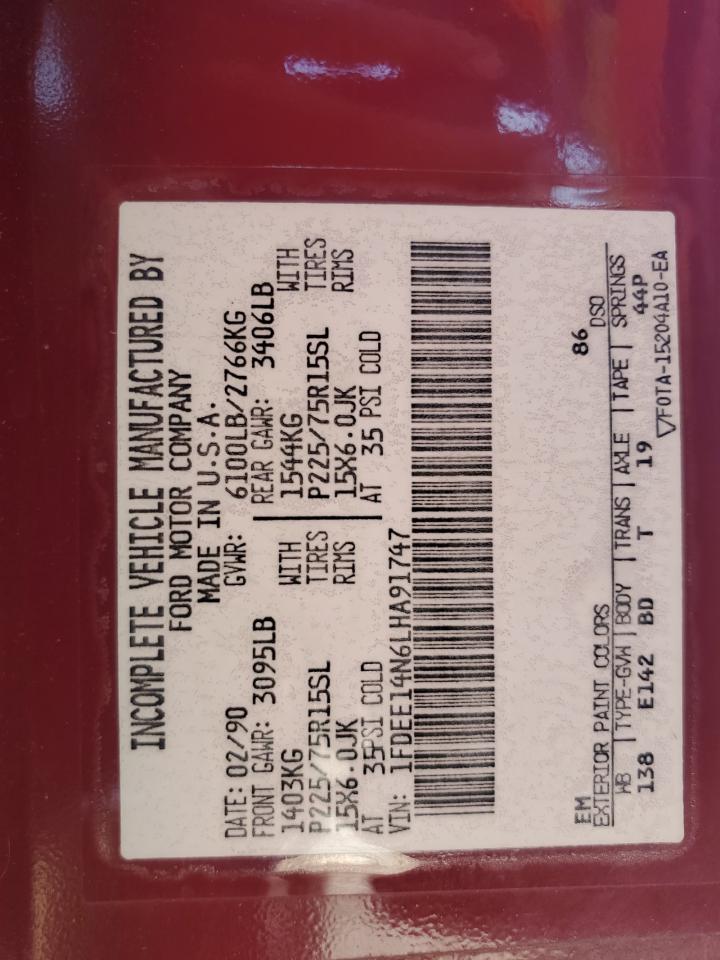 INCOMPLETE VEHICLE MANUFACTURED BY
FORD MOTOR COMPANY
MADE IN U.S.A.
DATE: 02/90 GVWR: 6100LB/2766KG
FRONT GAWR: 3095LB REAR GAWR: 3406LB
1403KG WITH 1544KG WITH
P225/75R15SL TIRES P225/75R15SL TIRES
15X6.0JK RIMS 15X6.0JK RIMS
AT 35PSI COLD AT 35 PSI COLD
VIN: 1FDEE14N6LHA91747
EM 86
EXTERIOR PAINT COLORS DSO
WB | TYPE-GVW | BODY | TRANS | AXLE | TAPE | SPRINGS
138 E142 BD T 19 44P
▽F0TA-15204A10-EA